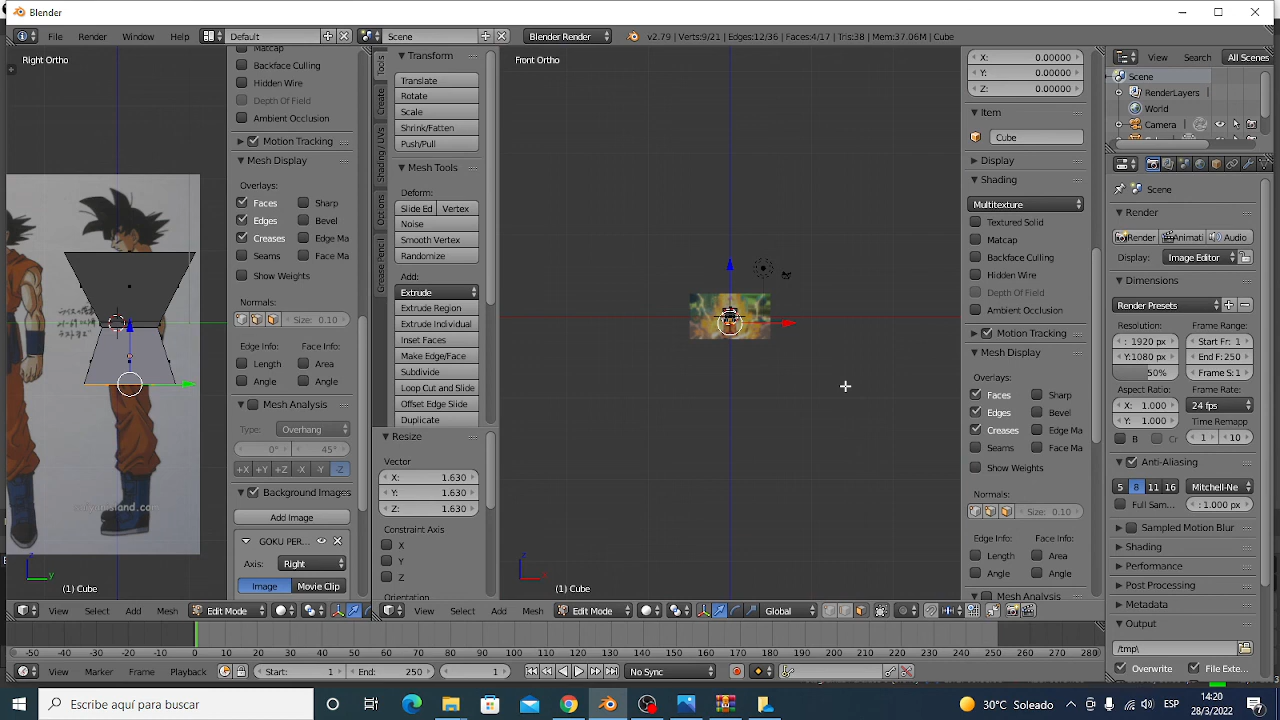 Blender
File Render Window Help Default Scene Blender Render v2.79 | Verts:9/21 | Edges:12/36 | Faces:4/17 | Tris:38 | Mem:37.06M | Cube
Right Ortho
Matcap
Backface Culling
Hidden Wire
Depth Of Field
Ambient Occlusion
Motion Tracking
Mesh Display
Overlays:
Faces Sharp
Edges Bevel
Creases Edge Ma
Seams Face Ma
Show Weights
Normals:
Size: 0.10
Edge Info: Face Info:
Length Area
Angle Angle
Mesh Analysis
Type: Overhang
0° 45°
+X +Y +Z -X -Y -Z
Background Images
Add Image
GOKU PER...
Axis: Right
Image Movie Clip
(1) Cube
View Select Add Mesh Edit Mode
Tools
Create
Shading / UVs
Options
Grease Pencil
Transform
Translate
Rotate
Scale
Shrink/Fatten
Push/Pull
Mesh Tools
Deform:
Slide Ed Vertex
Noise
Smooth Vertex
Randomize
Add:
Extrude
Extrude Region
Extrude Individual
Inset Faces
Make Edge/Face
Subdivide
Loop Cut and Slide
Offset Edge Slide
Duplicate
Resize
Vector
X: 1.630
Y: 1.630
Z: 1.630
Constraint Axis
X
Y
Z
Orientation
Front Ortho
(1) Cube
View Select Add Mesh Edit Mode Global
X: 0.00000
Y: 0.00000
Z: 0.00000
Item
Cube
Display
Shading
Multitexture
Textured Solid
Matcap
Backface Culling
Hidden Wire
Depth Of Field
Ambient Occlusion
Motion Tracking
Mesh Display
Overlays:
Faces Sharp
Edges Bevel
Creases Edge Ma
Seams Face Ma
Show Weights
Normals:
Size: 0.10
Edge Info: Face Info:
Length Area
Angle Angle
Mesh Analysis
View Search All Scenes
Scene
RenderLayers
World
Camera
Scene
Render
Render Animati Audio
Display: Image Editor
Dimensions
Render Presets
Resolution: Frame Range:
: 1920 px Start Fr: 1
Y:1080 px End F: 250
50% Frame S: 1
Aspect Ratio: Frame Rate:
X: 1.000 24 fps
Y: 1.000 Time Remapp
B Cr 1 10
Anti-Aliasing
5 8 11 16 Mitchell-Ne
Full Sam... : 1.000 px
Sampled Motion Blur
Shading
Performance
Post Processing
Metadata
Output
/tmp\
Overwrite File Exte..
-50 -40 -30 -20 -10 0 10 20 30 40 50 60 70 80 90 100 110 120 130 140 150 160 170 180 190 200 210 220 230 240 250 260 270 280
View Marker Frame Playback Start: 1 End: 250 1 No Sync
Escribe aquí para buscar
30°C Soleado
ESP
14:20
28/3/2022